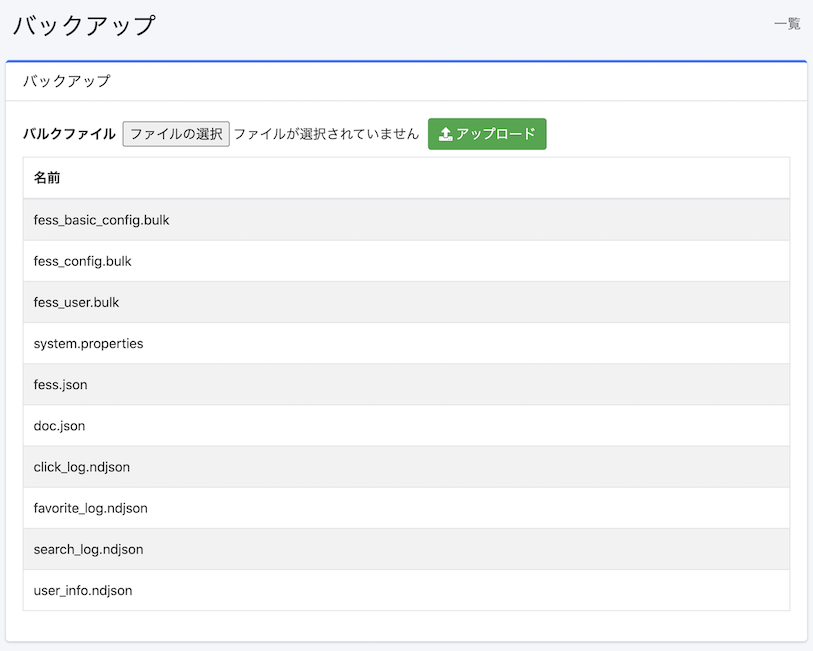 バックアップ
一覧
バックアップ
バルクファイル ファイルの選択 ファイルが選択されていません アップロード
名前
fess_basic_config.bulk
fess_config.bulk
fess_user.bulk
system.properties
fess.json
doc.json
click_log.ndjson
favorite_log.ndjson
search_log.ndjson
user_info.ndjson